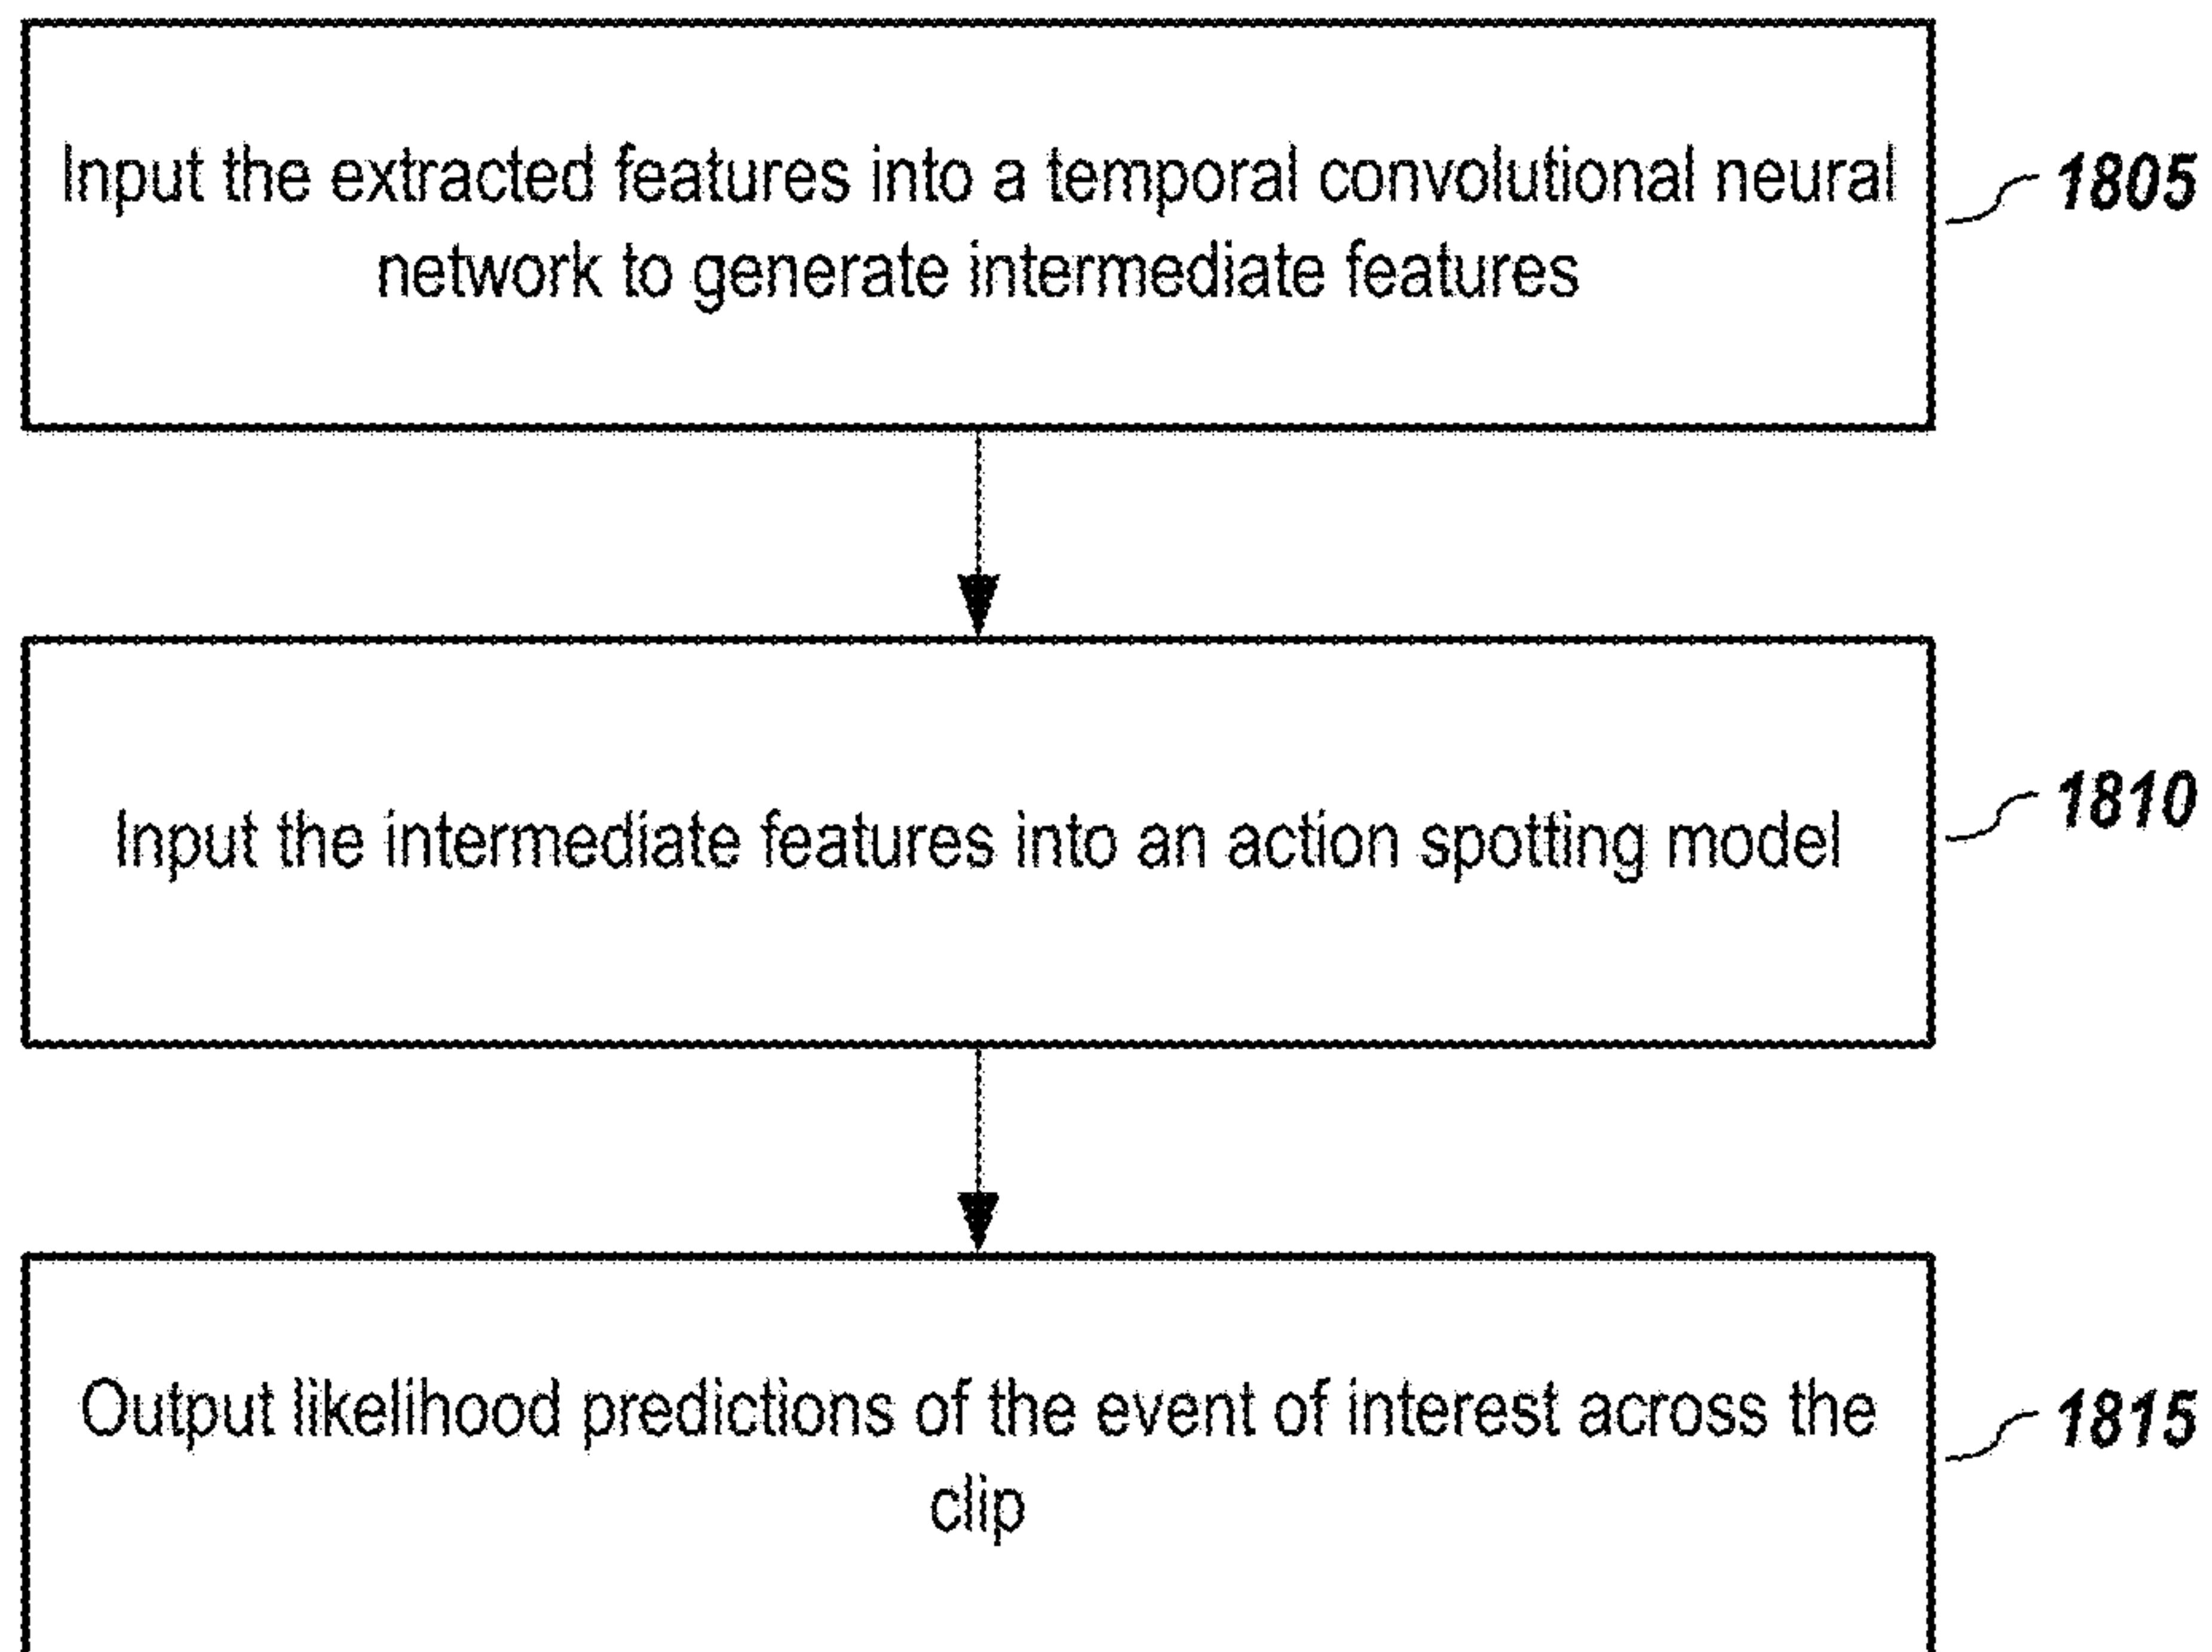 Input the extracted features into a temporal convolutional neural
network to generate intermediate features
1805
Input the intermediate features into an action spotting model
1810
Output likelihood predictions of the event of interest across the
clip
1815